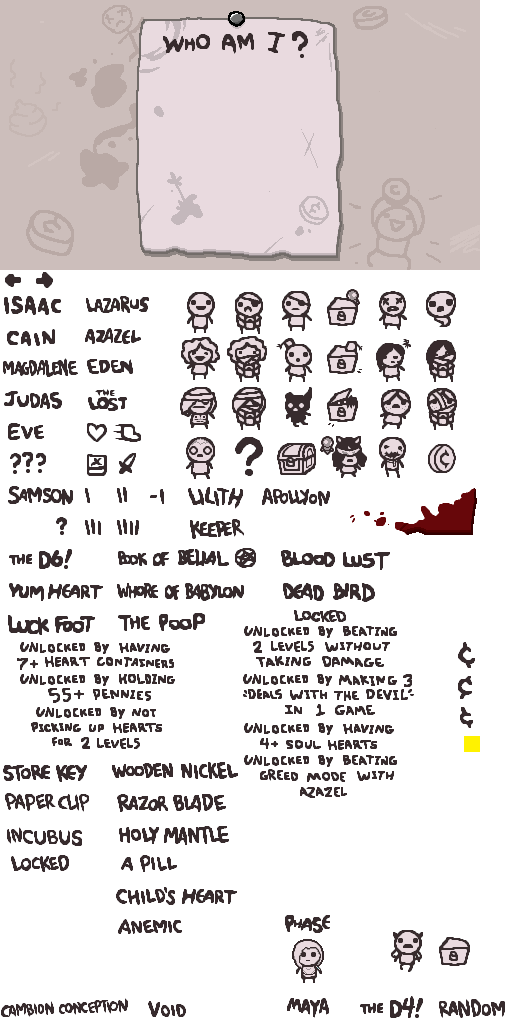 WHO AM I?
ISAAC LAZARUS
CAIN AZAZEL
MAGDALENE EDEN
JUDAS THE LOST
EVE
???
?
SAMSON I II -1 LILITH APOLLYON
? III IIII KEEPER
THE D6! BOOK OF BELIAL BLOOD LUST
YUM HEART WHORE OF BABYLON DEAD BIRD
LUCK FOOT THE POOP
LOCKED
UNLOCKED BY HAVING
7+ HEART CONTAINERS
UNLOCKED BY HOLDING
55+ PENNIES
UNLOCKED BY NOT
PICKING UP HEARTS
FOR 2 LEVELS
UNLOCKED BY BEATING
2 LEVELS WITHOUT
TAKING DAMAGE
UNLOCKED BY MAKING 3
"DEALS WITH THE DEVIL"
IN 1 GAME
UNLOCKED BY HAVING
4+ SOUL HEARTS
UNLOCKED BY BEATING
GREED MODE WITH
AZAZEL
¢
¢
¢
STORE KEY WOODEN NICKEL
PAPER CLIP RAZOR BLADE
INCUBUS HOLY MANTLE
LOCKED A PILL
CHILD'S HEART
ANEMIC PHASE
CAMBION CONCEPTION VOID MAYA THE D4! RANDOM